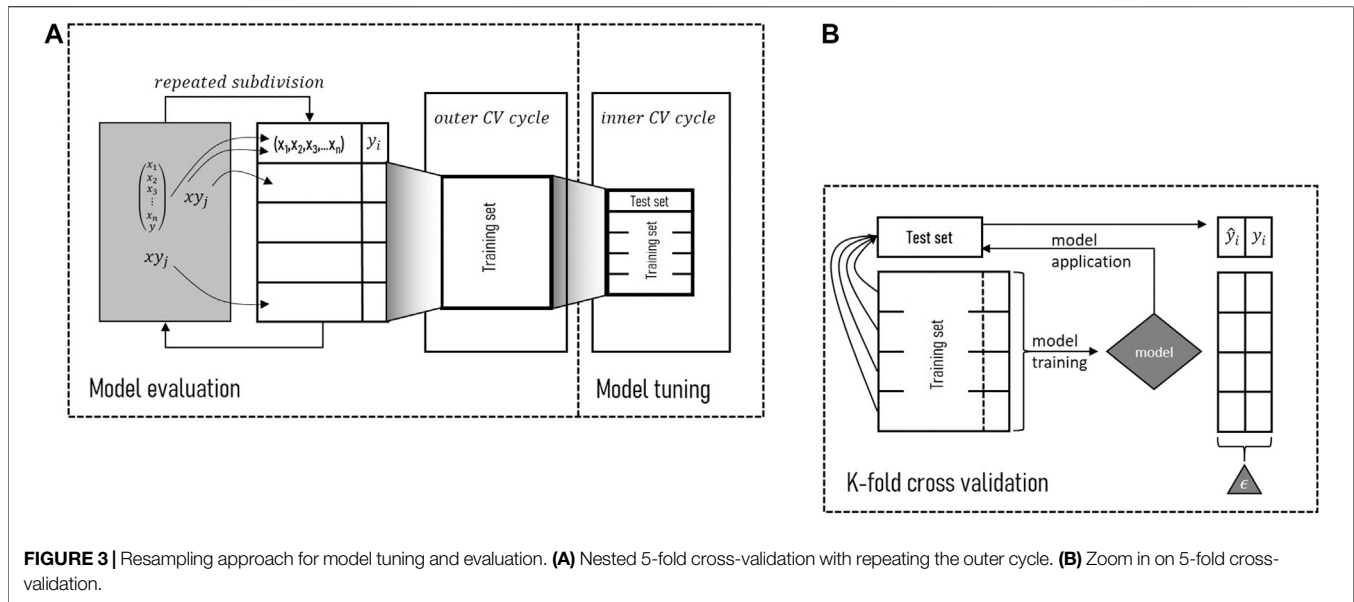 A
repeated subdivision
x₁
x₂
x₃
⋮
xₙ
y
xyⱼ
xyⱼ
(x₁,x₂,x₃,...xₙ)
yᵢ
outer CV cycle
Training set
inner CV cycle
Test set
Training set
Model evaluation
Model tuning
B
Test set
model
application
ŷᵢ
yᵢ
Training set
model
training
model
ϵ
K-fold cross validation
FIGURE 3 | Resampling approach for model tuning and evaluation. (A) Nested 5-fold cross-validation with repeating the outer cycle. (B) Zoom in on 5-fold cross-
validation.